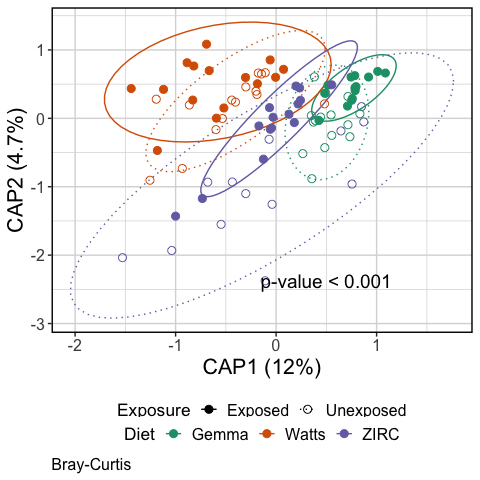 1
0
-1
-2
-3
CAP2 (4.7%)
p-value < 0.001
-2 -1 0 1
CAP1 (12%)
Exposure Exposed Unexposed
Diet Gemma Watts ZIRC
Bray-Curtis